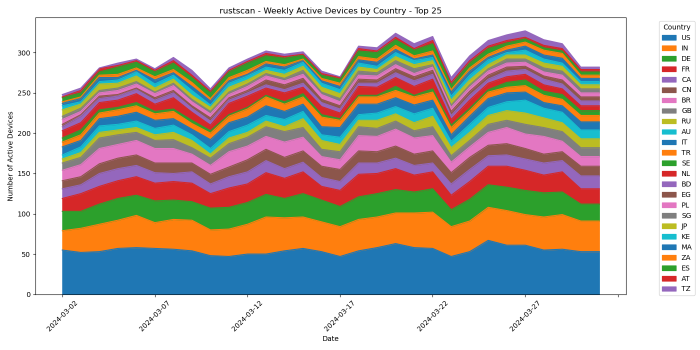 rustscan - Weekly Active Devices by Country - Top 25
Number of Active Devices
300
250
200
150
100
50
0
2024-03-02
2024-03-07
2024-03-12
2024-03-17
2024-03-22
2024-03-27
Date
Country
US
IN
DE
FR
CA
CN
BR
GB
RU
AU
IT
TR
SE
NL
BD
EG
PL
SG
JP
KE
MA
ZA
ES
AT
TZ